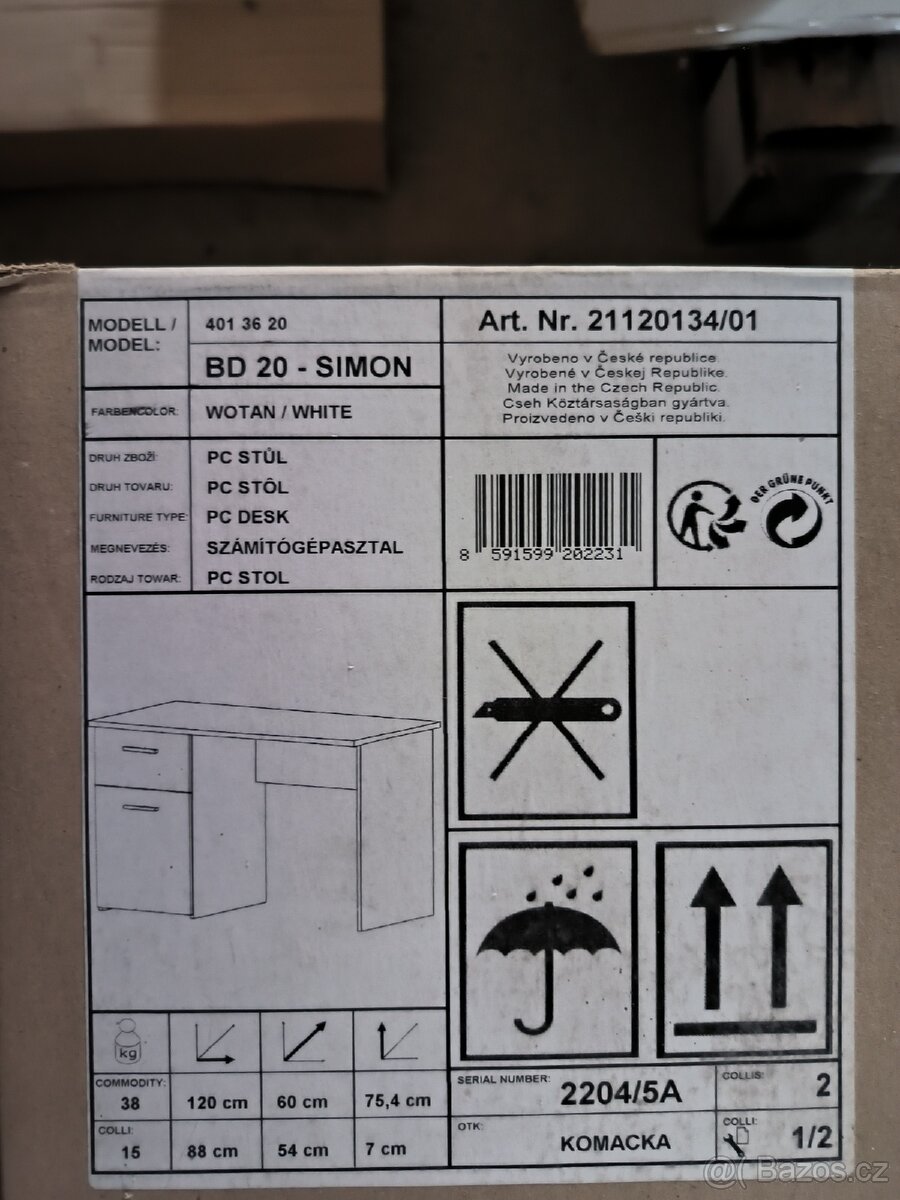 MODELL /
MODEL:
401 36 20
BD 20 - SIMON
Art. Nr. 21120134/01
Vyrobeno v České republice.
Vyrobené v Českej Republike.
Made in the Czech Republic.
Cseh Köztársaságban gyártva.
Proizvedeno v Češki republiki.
FARBENCOLOR: WOTAN / WHITE
DRUH ZBOŽÍ: PC STŮL
DRUH TOVARU: PC STÔL
FURNITURE TYPE: PC DESK
MEGNEVEZÉS: SZÁMÍTÓGÉPASZTAL
RODZAJ TOWAR: PC STOL
8 591599 202231
DER GRÜNE PUNKT
kg
COMMODITY:
38 120 cm 60 cm 75,4 cm
COLLI:
15 88 cm 54 cm 7 cm
SERIAL NUMBER: 2204/5A
COLLIS: 2
OTK: KOMACKA
COLLI: 1/2
@ Bazos.cz